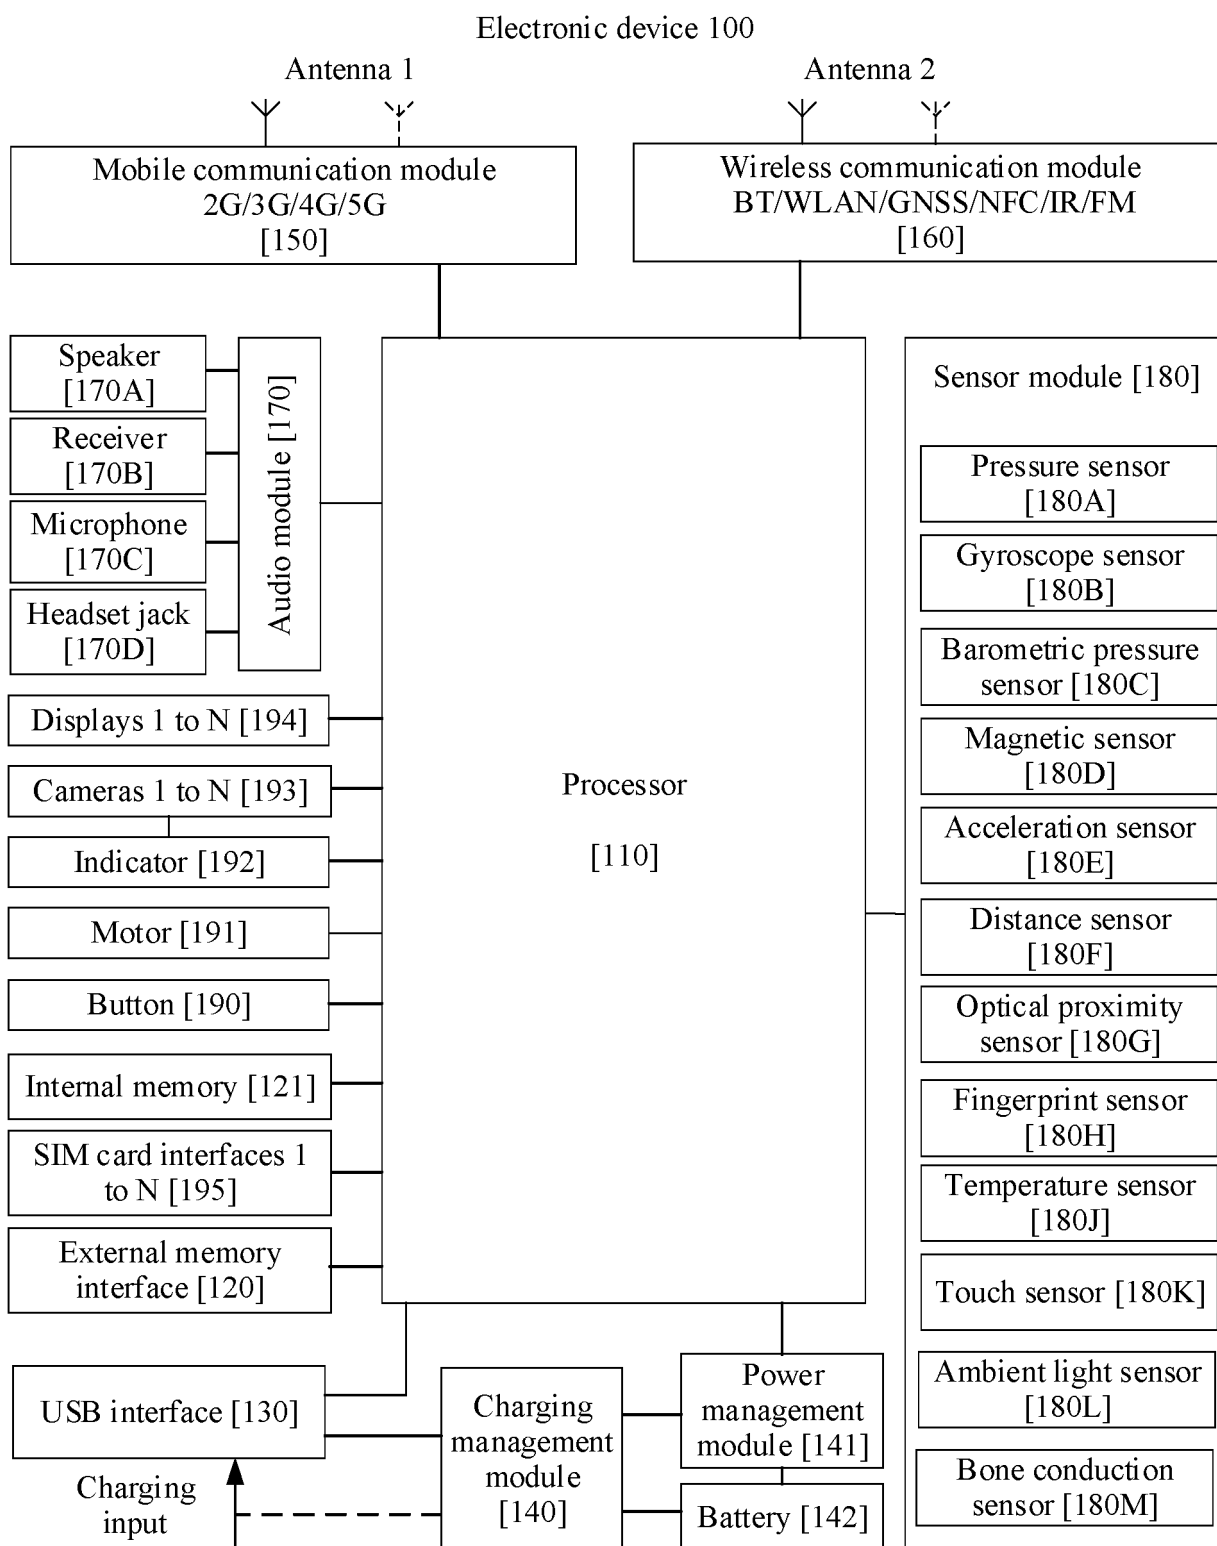 Electronic device 100
Antenna 1
Antenna 2
Mobile communication module
2G/3G/4G/5G
[150]
Wireless communication module
BT/WLAN/GNSS/NFC/IR/FM
[160]
Speaker
[170A]
Receiver
[170B]
Microphone
[170C]
Headset jack
[170D]
Audio module [170]
Displays 1 to N [194]
Cameras 1 to N [193]
Indicator [192]
Motor [191]
Button [190]
Internal memory [121]
SIM card interfaces 1
to N [195]
External memory
interface [120]
Processor
[110]
Sensor module [180]
Pressure sensor
[180A]
Gyroscope sensor
[180B]
Barometric pressure
sensor [180C]
Magnetic sensor
[180D]
Acceleration sensor
[180E]
Distance sensor
[180F]
Optical proximity
sensor [180G]
Fingerprint sensor
[180H]
Temperature sensor
[180J]
Touch sensor [180K]
Ambient light sensor
[180L]
Bone conduction
sensor [180M]
USB interface [130]
Charging
input
Charging
management
module
[140]
Power
management
module [141]
Battery [142]